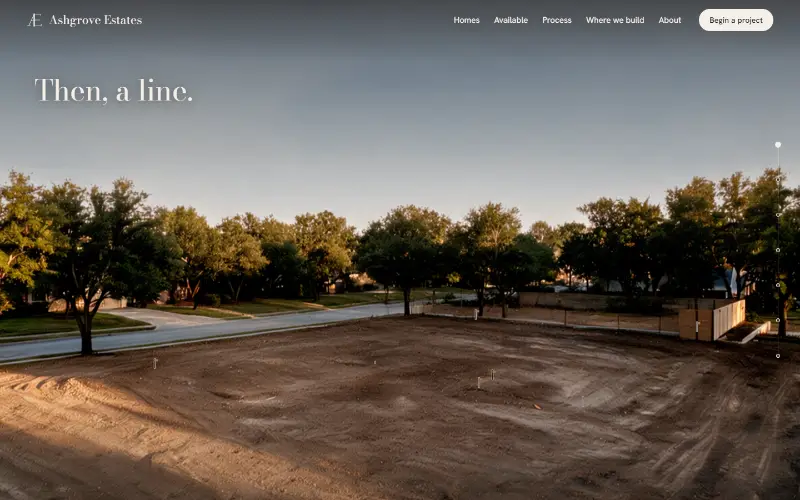 Æ Ashgrove Estates
Homes
Available
Process
Where we build
About
Begin a project
Then, a line.